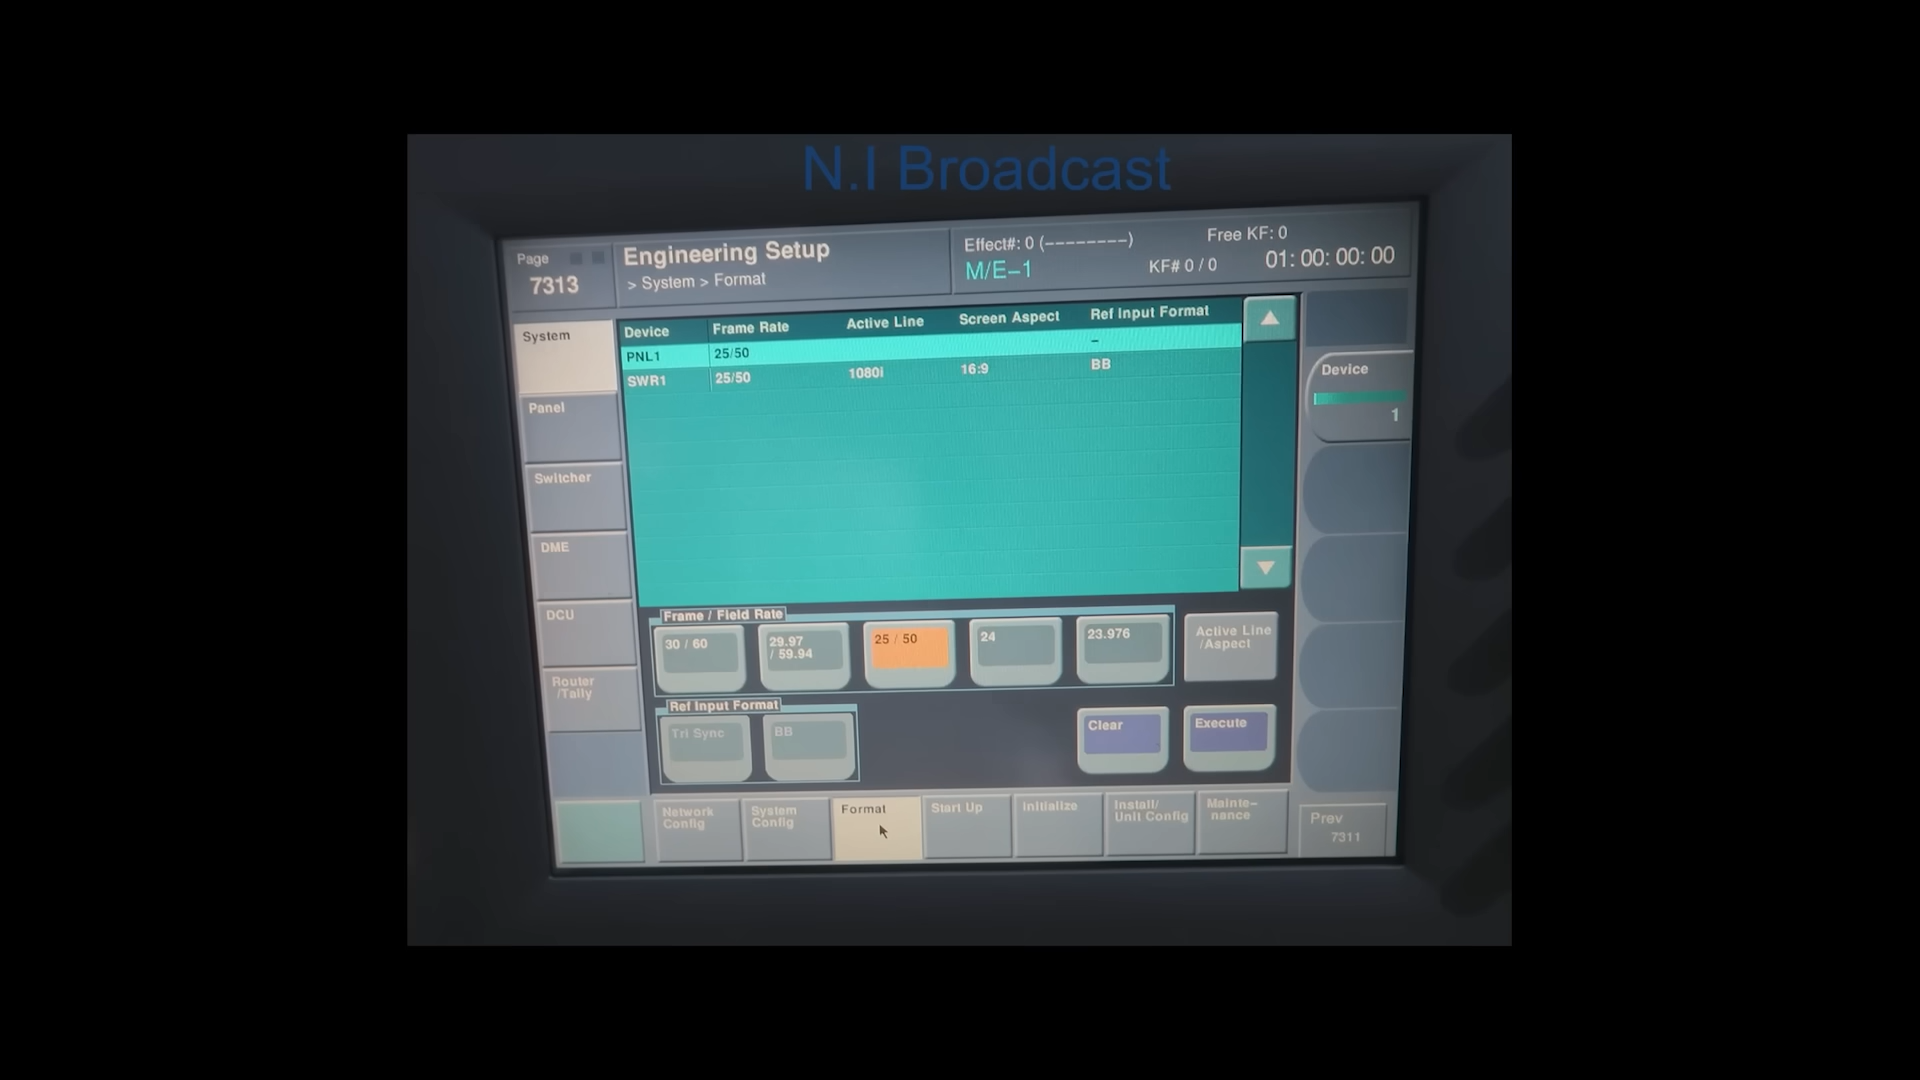 N.I Broadcast
Page
7313
Engineering Setup
> System > Format
Effect#: 0 (--------)
Free KF: 0
M/E-1
KF# 0 / 0
01: 00: 00: 00
System
Panel
Switcher
DME
DCU
Router
/Tally
Device Frame Rate Active Line Screen Aspect Ref Input Format
PNL1 25/50 -
SWR1 25/50 1080i 16:9 BB
Device
1
Frame / Field Rate
30 / 60
29.97
/ 59.94
25 / 50
24
23.976
Active Line
/Aspect
Ref Input Format
Tri Sync
BB
Clear
Execute
Network
Config
System
Config
Format
Start Up
Initialize
Install/
Unit Config
Mainte-
nance
Prev
7311